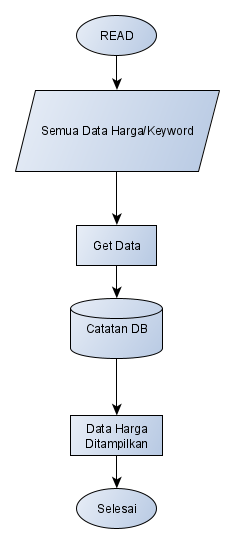 READ
Semua Data Harga/Keyword
Get Data
Catatan DB
Data Harga
Ditampilkan
Selesai